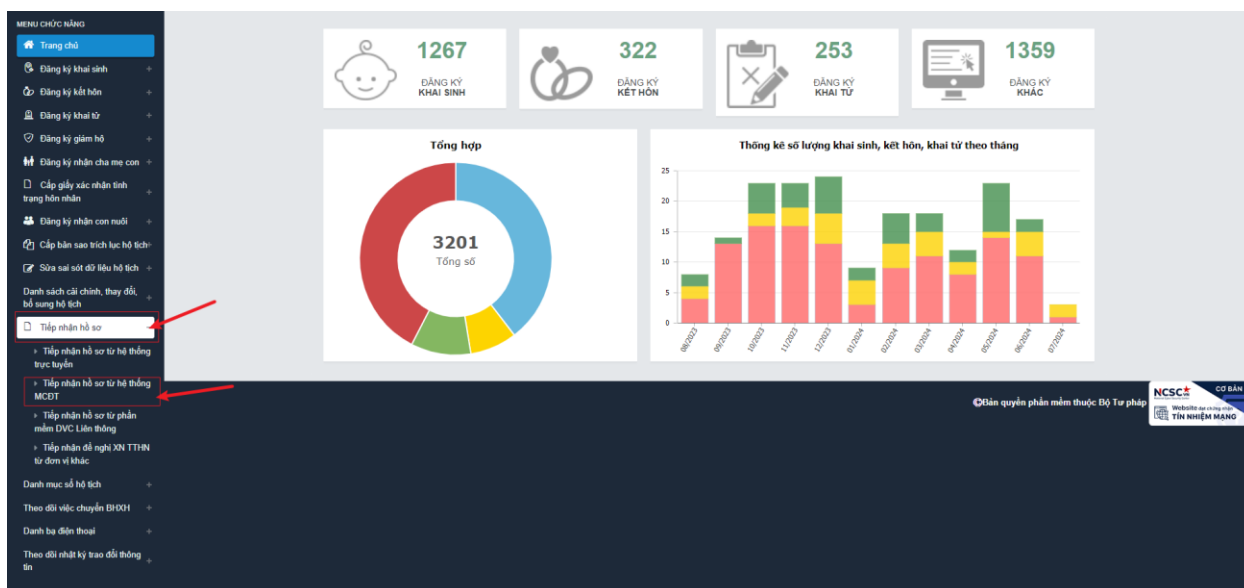 MENU CHỨC NĂNG
Trang chủ
Đăng ký khai sinh +
Đăng ký kết hôn +
Đăng ký khai tử +
Đăng ký giám hộ +
Đăng ký nhận cha mẹ con +
Cấp giấy xác nhận tình
trạng hôn nhân +
Đăng ký nhận con nuôi +
Cấp bản sao trích lục hộ tịch+
Sửa sai sót dữ liệu hộ tịch +
Danh sách cải chính, thay đổi,
bổ sung hộ tịch +
Tiếp nhận hồ sơ
Tiếp nhận hồ sơ từ hệ thống
trực tuyến
Tiếp nhận hồ sơ từ hệ thống
MCĐT
Tiếp nhận hồ sơ từ phần
mềm DVC Liên thông
Tiếp nhận đề nghị XN TTHN
từ đơn vị khác
Danh mục sổ hộ tịch +
Theo dõi việc chuyển BHXH +
Danh bạ điện thoại +
Theo dõi nhật ký trao đổi thông
tin +
1267
ĐĂNG KÝ
KHAI SINH
322
ĐĂNG KÝ
KẾT HÔN
253
ĐĂNG KÝ
KHAI TỬ
1359
ĐĂNG KÝ
KHÁC
Tổng hợp
3201
Tổng số
Thống kê số lượng khai sinh, kết hôn, khai tử theo tháng
25
20
15
10
5
0
08/2023
09/2023
10/2023
11/2023
12/2023
01/2024
02/2024
03/2024
04/2024
05/2024
06/2024
07/2024
Bản quyền phần mềm thuộc Bộ Tư pháp
NCSC
CƠ BẢN
Website đạt chứng nhận
TÍN NHIỆM MẠNG